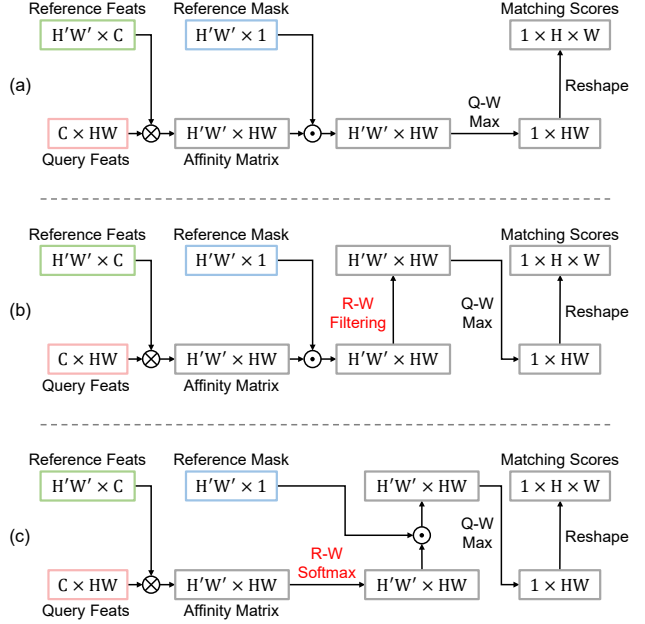 Reference Feats
Reference Mask
Matching Scores
H′W′ × C
H′W′ × 1
1 × H × W
(a)
Q-W
Max
Reshape
C × HW
H′W′ × HW
H′W′ × HW
1 × HW
Query Feats
Affinity Matrix
Reference Feats
Reference Mask
Matching Scores
H′W′ × C
H′W′ × 1
H′W′ × HW
1 × H × W
(b)
R-W
Filtering
Q-W
Max
Reshape
C × HW
H′W′ × HW
H′W′ × HW
1 × HW
Query Feats
Affinity Matrix
Reference Feats
Reference Mask
Matching Scores
H′W′ × C
H′W′ × 1
H′W′ × HW
1 × H × W
(c)
Q-W
Max
Reshape
R-W
Softmax
C × HW
H′W′ × HW
H′W′ × HW
1 × HW
Query Feats
Affinity Matrix